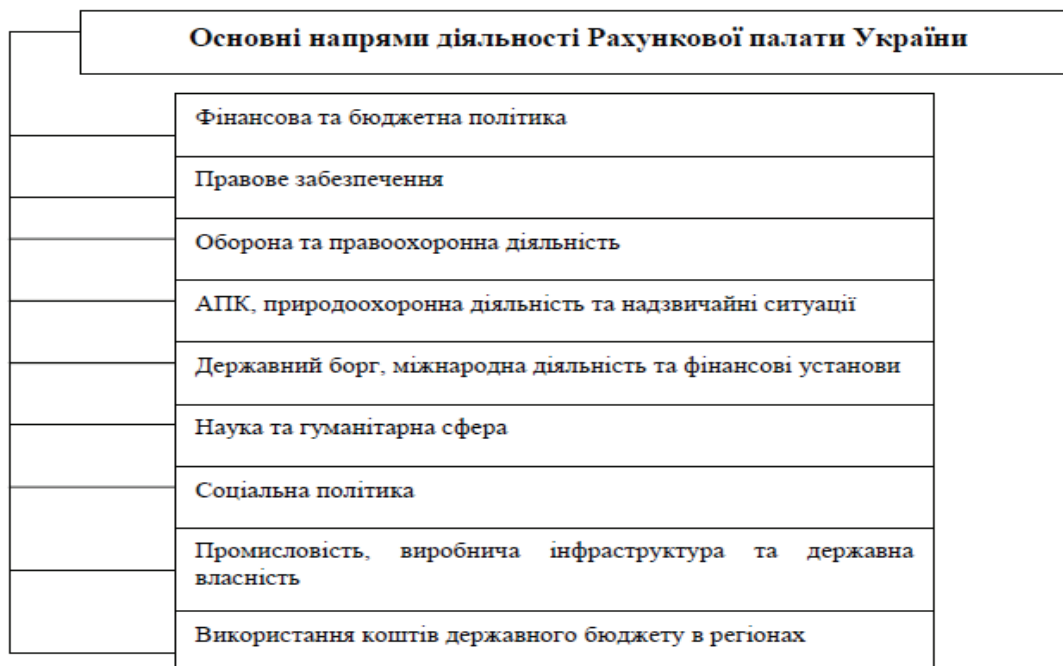 Основні напрями діяльності Рахункової палати України
Фінансова та бюджетна політика
Правове забезпечення
Оборона та правоохоронна діяльність
АПК, природоохоронна діяльність та надзвичайні ситуації
Державний борг, міжнародна діяльність та фінансові установи
Наука та гуманітарна сфера
Соціальна політика
Промисловість, виробнича інфраструктура та державна
власність
Використання коштів державного бюджету в регіонах